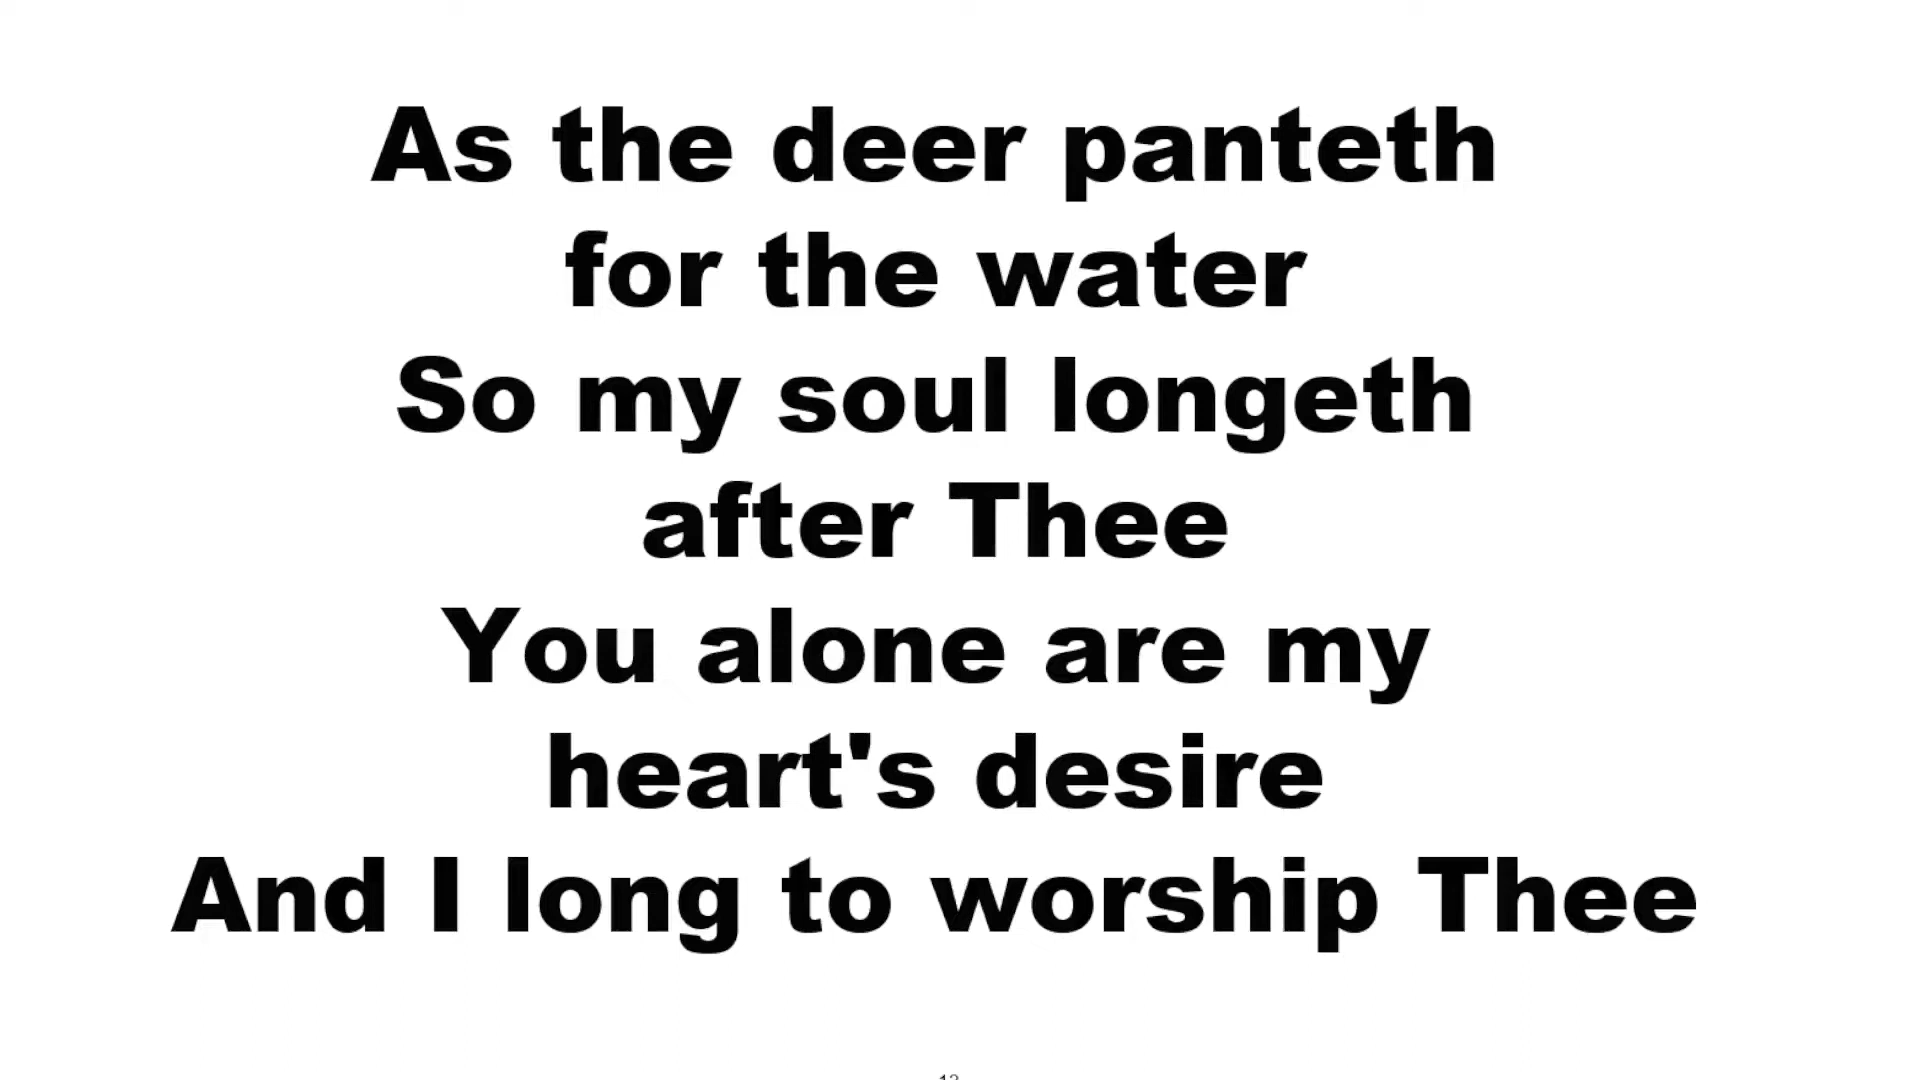 As the deer panteth
for the water
So my soul longeth
after Thee
You alone are my
heart's desire
And I long to worship Thee